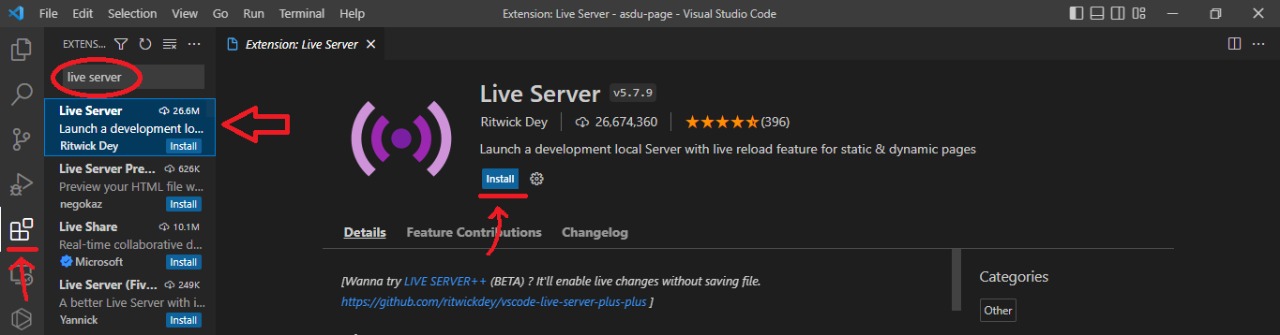 File Edit Selection View Go Run Terminal Help
Extension: Live Server - asdu-page - Visual Studio Code
EXTENS...
live server
Live Server 26.6M
Launch a development lo...
Ritwick Dey Install
Live Server Pre... 626K
Preview your HTML file w...
negokaz Install
Live Share 10.1M
Real-time collaborative d...
Microsoft Install
Live Server (Fiv... 249K
A better Live Server with i...
Yannick Install
Extension: Live Server
Live Server v5.7.9
Ritwick Dey 26,674,360 (396)
Launch a development local Server with live reload feature for static & dynamic pages
Install
Details Feature Contributions Changelog
[Wanna try LIVE SERVER++ (BETA) ? It'll enable live changes without saving file.
https://github.com/ritwickdey/vscode-live-server-plus-plus ]
Categories
Other